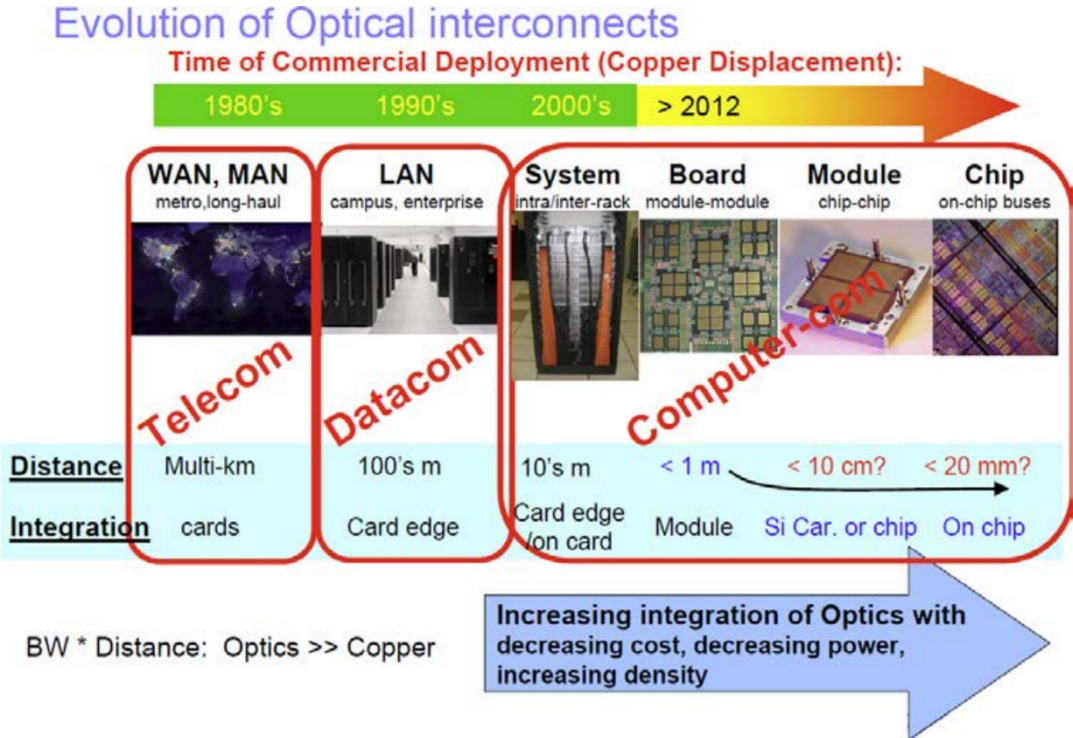 Evolution of Optical interconnects
Time of Commercial Deployment (Copper Displacement):
1980's 1990's 2000's > 2012
WAN, MAN LAN System Board Module Chip
metro,long-haul campus, enterprise intra/inter-rack module-module chip-chip on-chip buses
Telecom Datacom Computer-com
Distance Multi-km 100's m 10's m < 1 m < 10 cm? < 20 mm?
Integration cards Card edge Card edge Module Si Car. or chip On chip
/on card
Increasing integration of Optics with
BW * Distance: Optics >> Copper decreasing cost, decreasing power,
increasing density